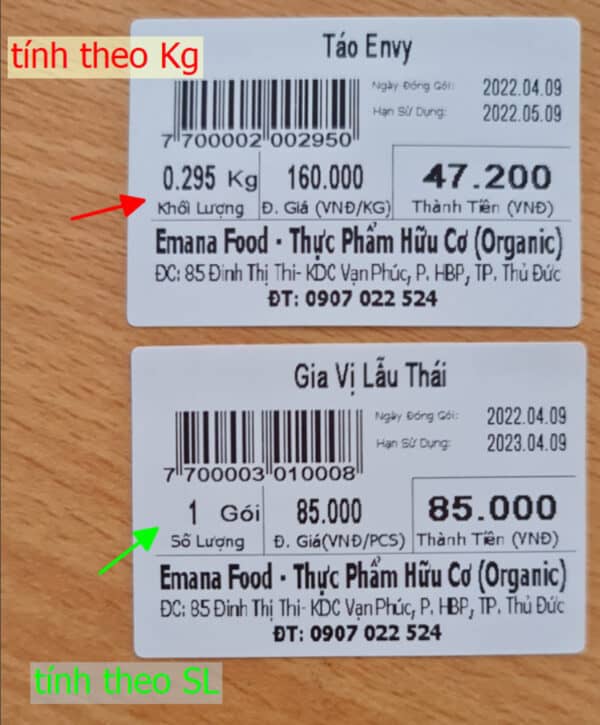 tính theo Kg
Táo Envy
Ngày Đóng Gói: 2022.04.09
Hạn Sử Dụng: 2022.05.09
7 700002 002950
0.295 Kg 160.000 47.200
Khối Lượng Đ. Giá (VNĐ/KG) Thành Tiền (VNĐ)
Emana Food - Thực Phẩm Hữu Cơ (Organic)
ĐC: 85 Đinh Thị Thi- KDC Vạn Phúc, P. HBP, TP. Thủ Đức
ĐT: 0907 022 524
Gia Vị Lẩu Thái
Ngày Đóng Gói: 2022.04.09
Hạn Sử Dụng: 2023.04.09
7 700003 010008
1 Gói 85.000 85.000
Số Lượng Đ. Giá(VNĐ/PCS) Thành Tiền (VNĐ)
Emana Food - Thực Phẩm Hữu Cơ (Organic)
ĐC: 85 Đinh Thị Thi- KDC Vạn Phúc, P. HBP, TP. Thủ Đức
ĐT: 0907 022 524
tính theo SL